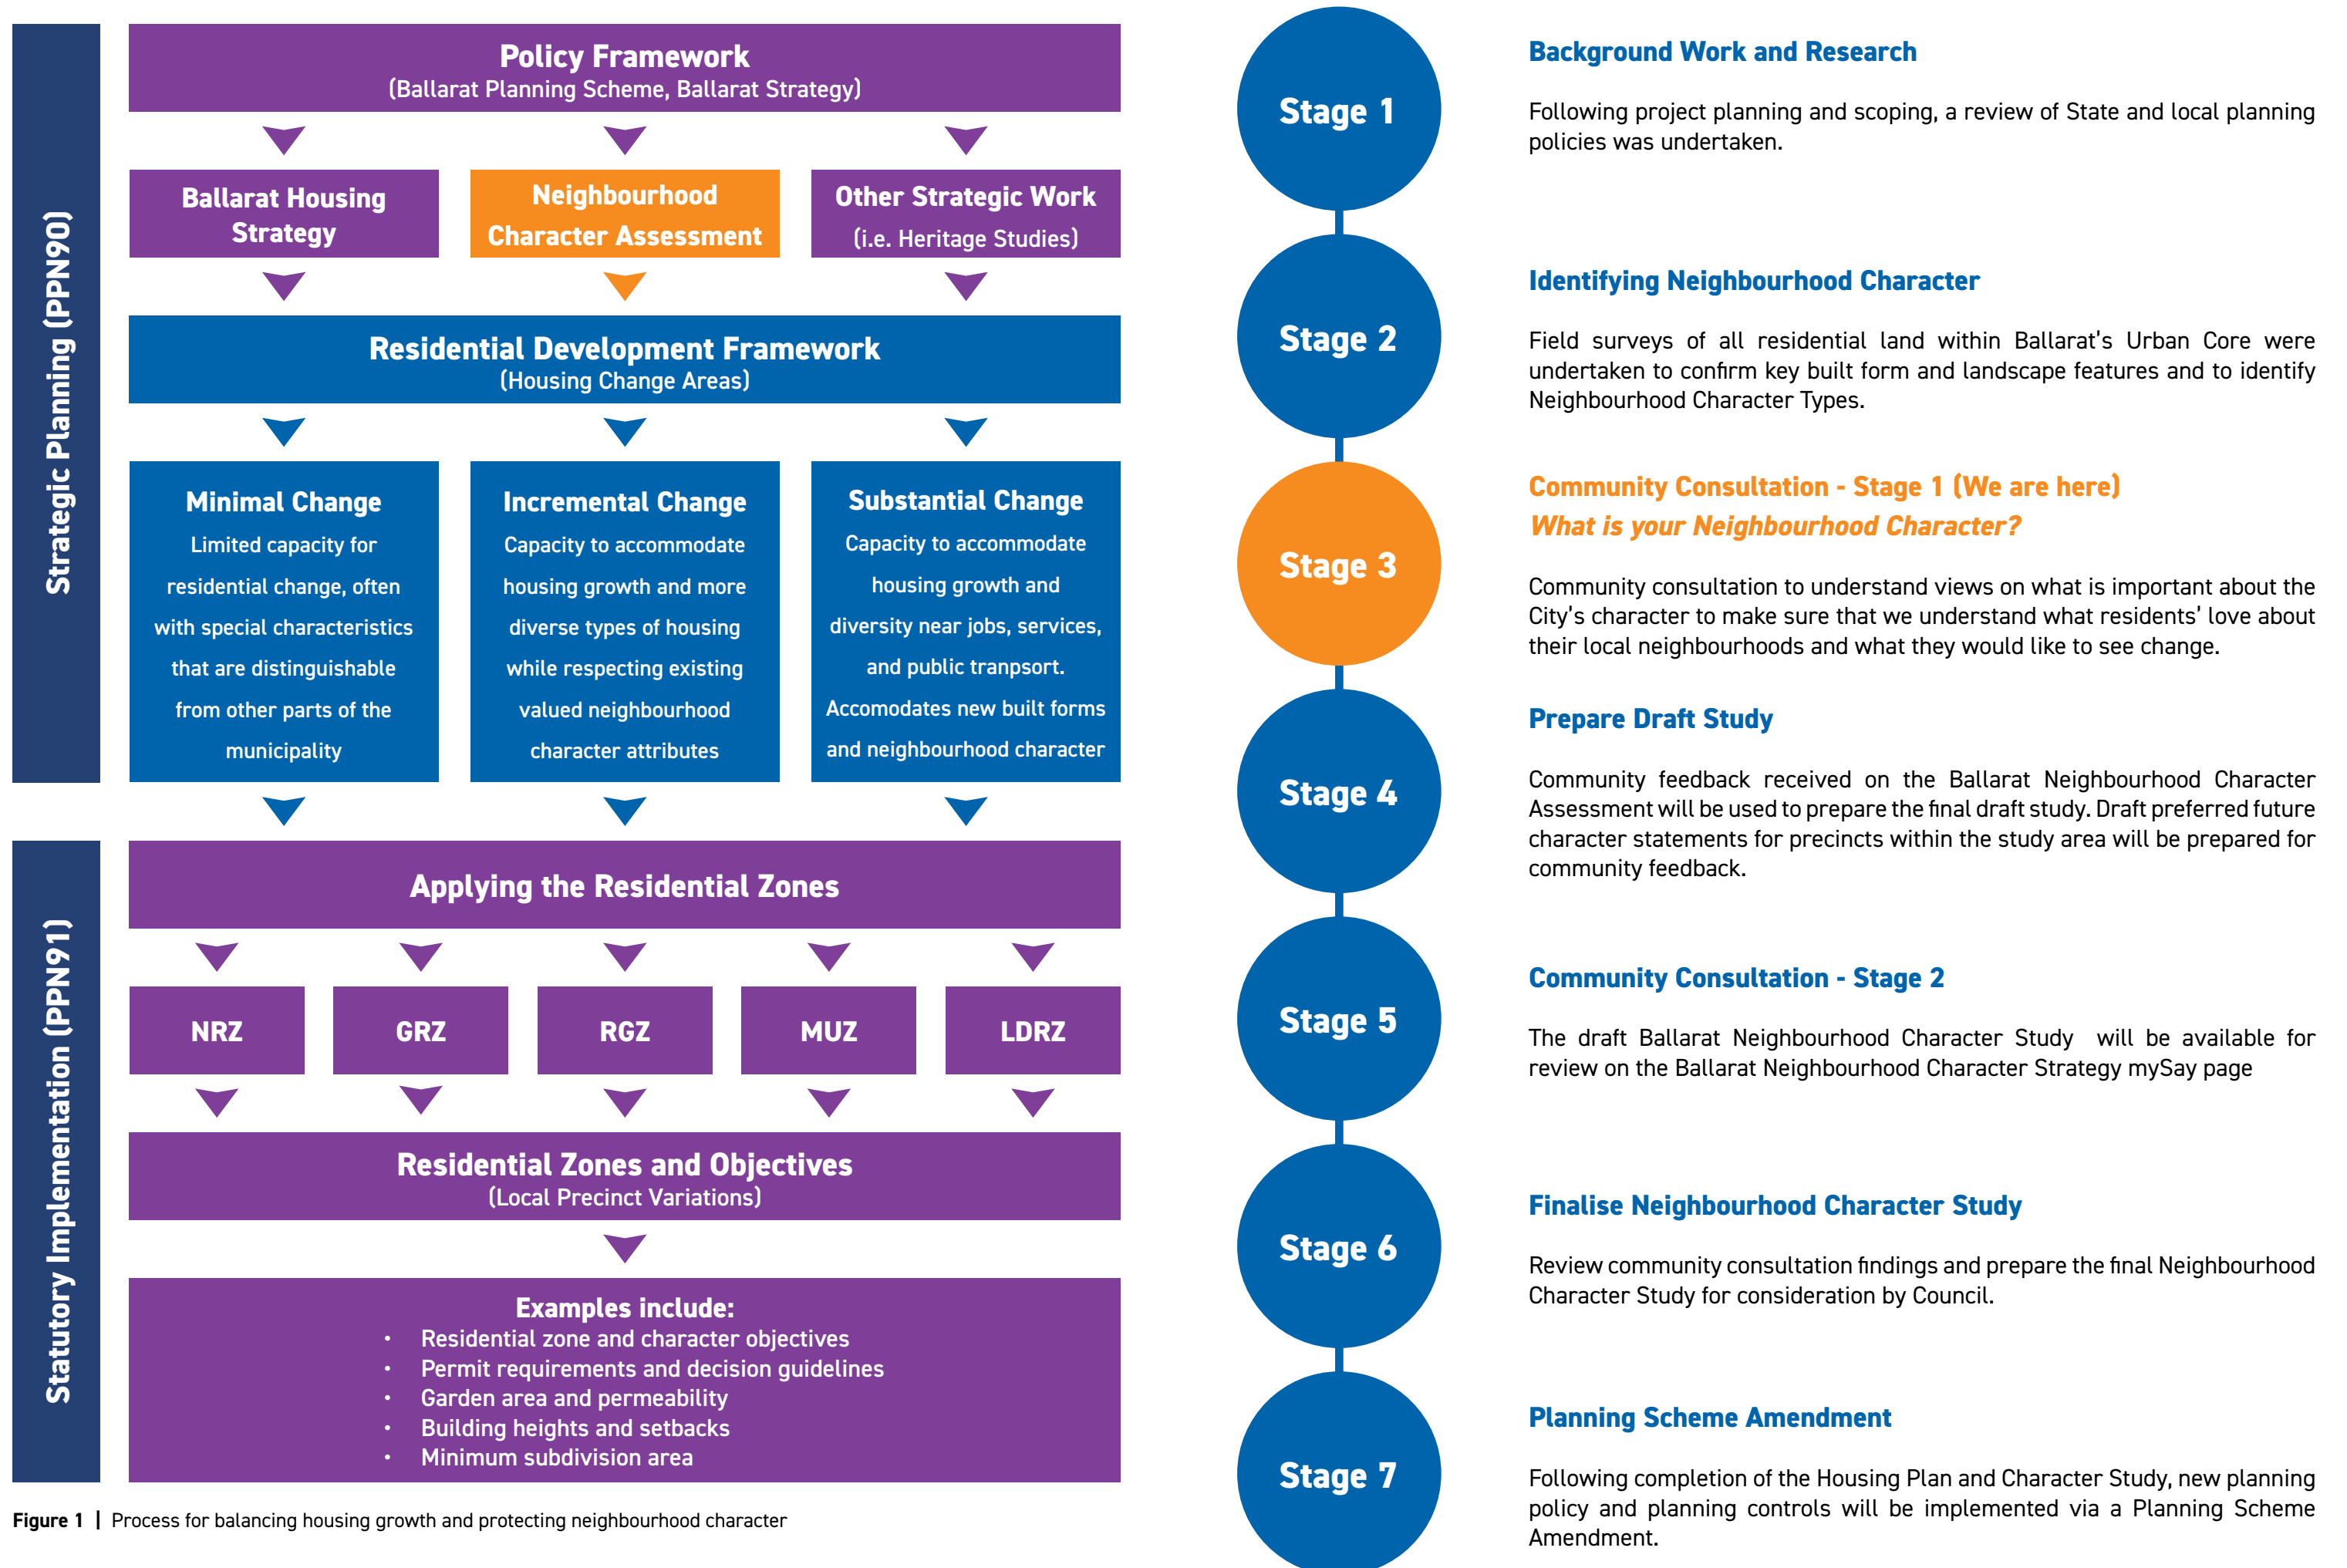 Strategic Planning (PPN90)
Policy Framework
(Ballarat Planning Scheme, Ballarat Strategy)
Ballarat Housing
Strategy
Neighbourhood
Character Assessment
Other Strategic Work
(i.e. Heritage Studies)
Residential Development Framework
(Housing Change Areas)
Minimal Change
Limited capacity for
residential change, often
with special characteristics
that are distinguishable
from other parts of the
municipality
Incremental Change
Capacity to accommodate
housing growth and more
diverse types of housing
while respecting existing
valued neighbourhood
character attributes
Substantial Change
Capacity to accommodate
housing growth and
diversity near jobs, services,
and public tranpsort.
Accomodates new built forms
and neighbourhood character
Statutory Implementation (PPN91)
Applying the Residential Zones
NRZ
GRZ
RGZ
MUZ
LDRZ
Residential Zones and Objectives
(Local Precinct Variations)
Examples include:
• Residential zone and character objectives
• Permit requirements and decision guidelines
• Garden area and permeability
• Building heights and setbacks
• Minimum subdivision area
Figure 1 | Process for balancing housing growth and protecting neighbourhood character
Stage 1
Background Work and Research
Following project planning and scoping, a review of State and local planning
policies was undertaken.
Stage 2
Identifying Neighbourhood Character
Field surveys of all residential land within Ballarat's Urban Core were
undertaken to confirm key built form and landscape features and to identify
Neighbourhood Character Types.
Stage 3
Community Consultation - Stage 1 (We are here)
What is your Neighbourhood Character?
Community consultation to understand views on what is important about the
City's character to make sure that we understand what residents' love about
their local neighbourhoods and what they would like to see change.
Stage 4
Prepare Draft Study
Community feedback received on the Ballarat Neighbourhood Character
Assessment will be used to prepare the final draft study. Draft preferred future
character statements for precincts within the study area will be prepared for
community feedback.
Stage 5
Community Consultation - Stage 2
The draft Ballarat Neighbourhood Character Study will be available for
review on the Ballarat Neighbourhood Character Strategy mySay page
Stage 6
Finalise Neighbourhood Character Study
Review community consultation findings and prepare the final Neighbourhood
Character Study for consideration by Council.
Stage 7
Planning Scheme Amendment
Following completion of the Housing Plan and Character Study, new planning
policy and planning controls will be implemented via a Planning Scheme
Amendment.